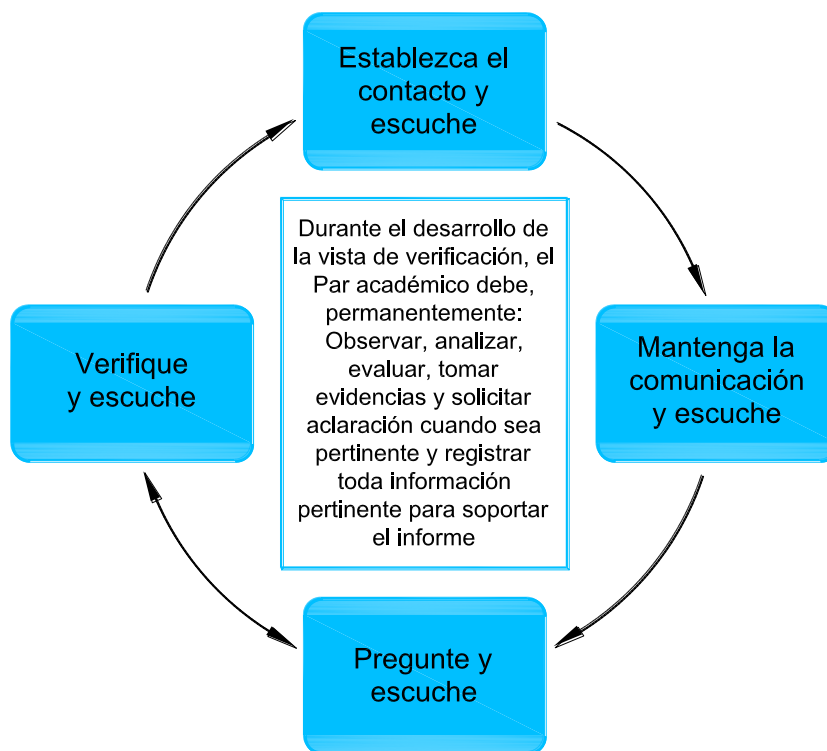 Establezca el
contacto y
escuche
Durante el desarrollo de
la vista de verificación, el
Par académico debe,
permanentemente:
Observar, analizar,
evaluar, tomar
evidencias y solicitar
aclaración cuando sea
pertinente y registrar
toda información
pertinente para soportar
el informe
Verifique
y escuche
Mantenga la
comunicación
y escuche
Pregunte y
escuche